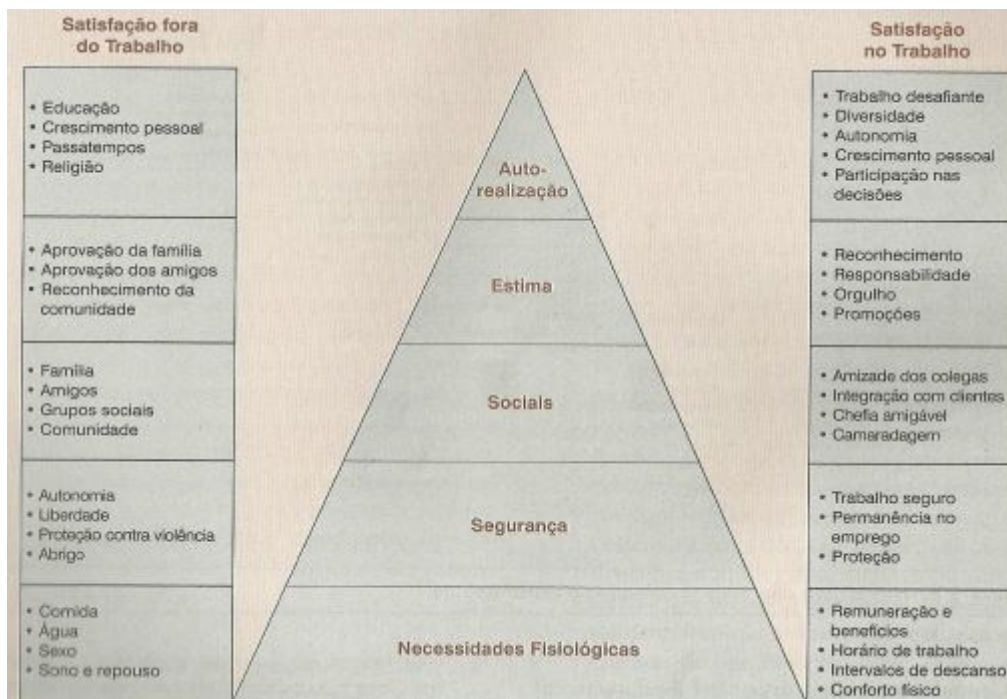 Satisfação fora
do Trabalho
• Educação
• Crescimento pessoal
• Passatempos
• Religião
• Aprovação da família
• Aprovação dos amigos
• Reconhecimento da
comunidade
• Família
• Amigos
• Grupos sociais
• Comunidade
• Autonomia
• Liberdade
• Proteção contra violência
• Abrigo
• Comida
• Água
• Sexo
• Sono e repouso
Auto-
realização
Estima
Sociais
Segurança
Necessidades Fisiológicas
Satisfação
no Trabalho
• Trabalho desafiante
• Diversidade
• Autonomia
• Crescimento pessoal
• Participação nas
decisões
• Reconhecimento
• Responsabilidade
• Orgulho
• Promoções
• Amizade dos colegas
• Integração com clientes
• Chefia amigável
• Camaradagem
• Trabalho seguro
• Permanência no
emprego
• Proteção
• Remuneração e
benefícios
• Horário de trabalho
• Intervalos de descanso
• Conforto físico